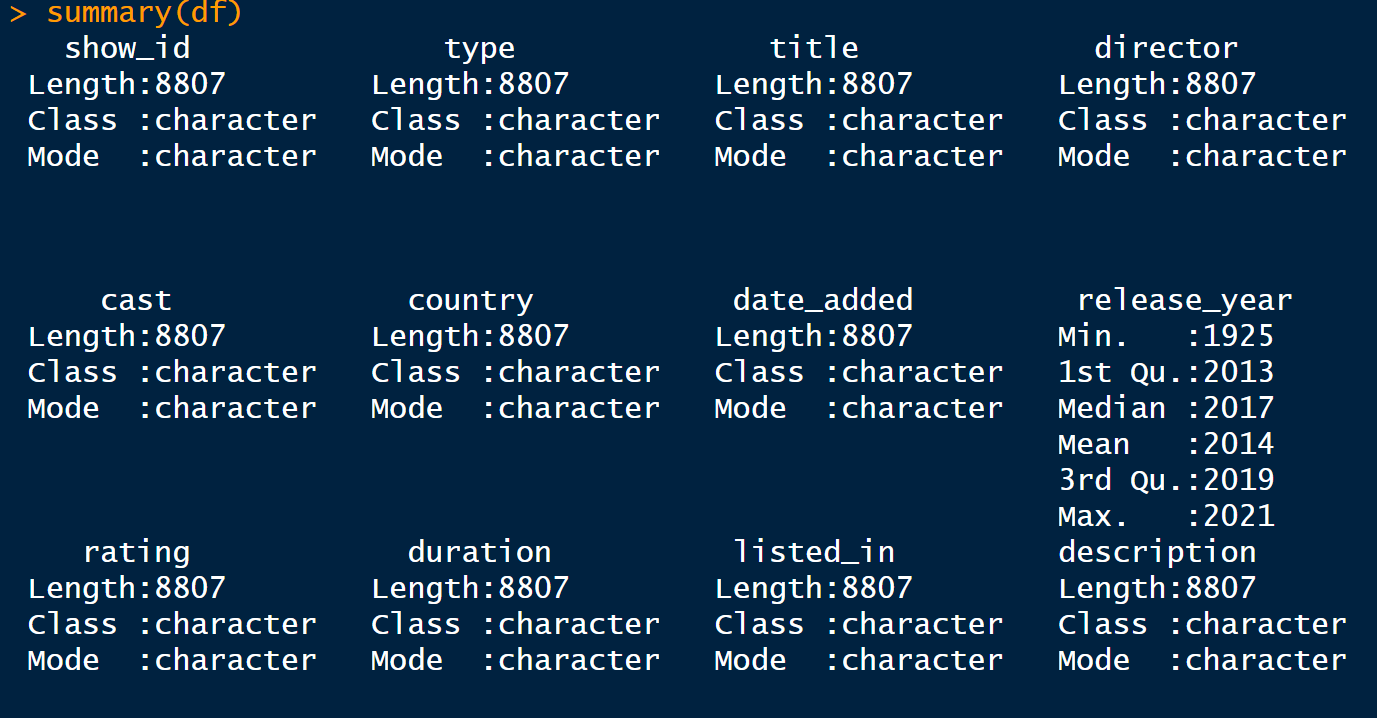 > summary(df)
   show_id              type               title             director
 Length:8807        Length:8807        Length:8807        Length:8807
 Class :character   Class :character   Class :character   Class :character
 Mode  :character   Mode  :character   Mode  :character   Mode  :character
     cast             country           date_added         release_year
 Length:8807        Length:8807        Length:8807        Min.   :1925
 Class :character   Class :character   Class :character   1st Qu.:2013
 Mode  :character   Mode  :character   Mode  :character   Median :2017
                                                          Mean   :2014
                                                          3rd Qu.:2019
                                                          Max.   :2021
    rating            duration          listed_in         description
 Length:8807        Length:8807        Length:8807        Length:8807
 Class :character   Class :character   Class :character   Class :character
 Mode  :character   Mode  :character   Mode  :character   Mode  :character